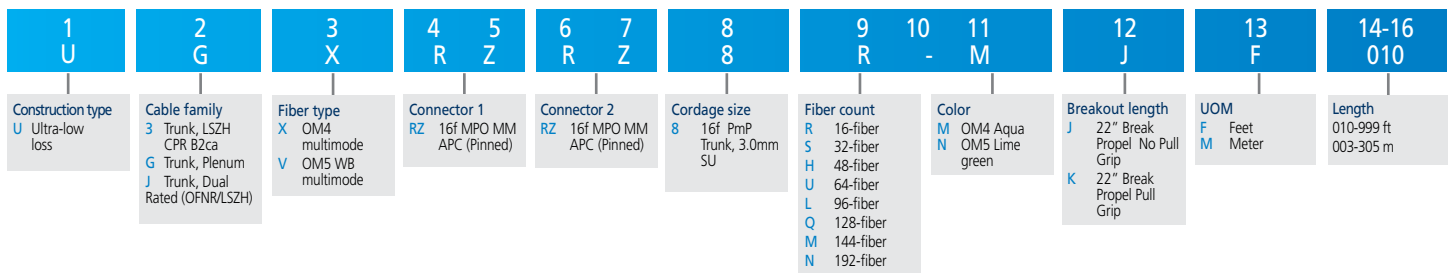 1 2 3 4 5 6 7 8 9 10 11 12 13 14-16
U G X R Z R Z 8 R - M J F 010
Construction type
U Ultra-low
loss
Cable family
3 Trunk, LSZH
CPR B2ca
G Trunk, Plenum
J Trunk, Dual
Rated (OFNR/LSZH)
Fiber type
X OM4
multimode
V OM5 WB
multimode
Connector 1
RZ 16f MPO MM
APC (Pinned)
Connector 2
RZ 16f MPO MM
APC (Pinned)
Cordage size
8 16f PmP
Trunk, 3.0mm
SU
Fiber count
R 16-fiber
S 32-fiber
H 48-fiber
U 64-fiber
L 96-fiber
Q 128-fiber
M 144-fiber
N 192-fiber
Color
M OM4 Aqua
N OM5 Lime
green
Breakout length
J 22” Break
Propel No Pull
Grip
K 22” Break
Propel Pull
Grip
UOM
F Feet
M Meter
Length
010-999 ft
003-305 m